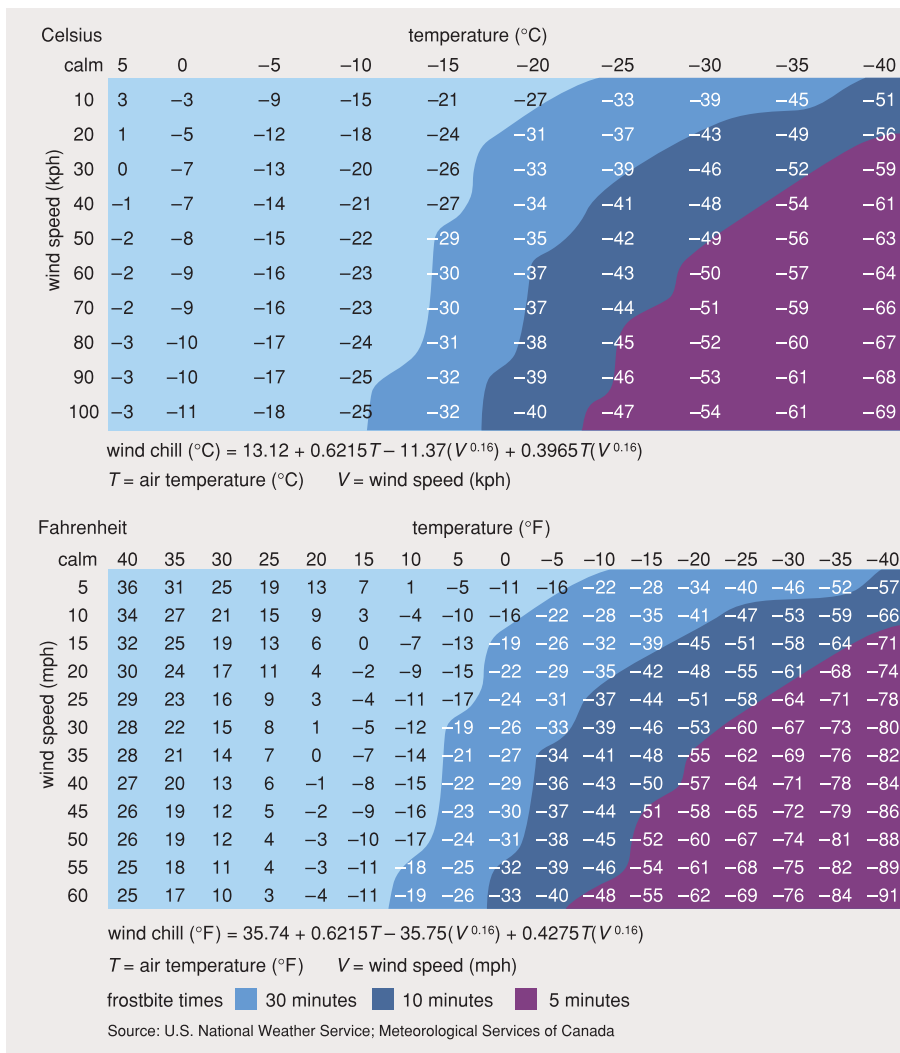 Celsius temperature (°C)
calm 5 0 –5 –10 –15 –20 –25 –30 –35 –40
wind speed (kph)
10 3 –3 –9 –15 –21 –27 –33 –39 –45 –51
20 1 –5 –12 –18 –24 –31 –37 –43 –49 –56
30 0 –7 –13 –20 –26 –33 –39 –46 –52 –59
40 –1 –7 –14 –21 –27 –34 –41 –48 –54 –61
50 –2 –8 –15 –22 –29 –35 –42 –49 –56 –63
60 –2 –9 –16 –23 –30 –37 –43 –50 –57 –64
70 –2 –9 –16 –23 –30 –37 –44 –51 –59 –66
80 –3 –10 –17 –24 –31 –38 –45 –52 –60 –67
90 –3 –10 –17 –25 –32 –39 –46 –53 –61 –68
100 –3 –11 –18 –25 –32 –40 –47 –54 –61 –69
wind chill (°C) = 13.12 + 0.6215T – 11.37(V^0.16) + 0.3965T(V^0.16)
T = air temperature (°C) V = wind speed (kph)
Fahrenheit temperature (°F)
calm 40 35 30 25 20 15 10 5 0 –5 –10 –15 –20 –25 –30 –35 –40
wind speed (mph)
5 36 31 25 19 13 7 1 –5 –11 –16 –22 –28 –34 –40 –46 –52 –57
10 34 27 21 15 9 3 –4 –10 –16 –22 –28 –35 –41 –47 –53 –59 –66
15 32 25 19 13 6 0 –7 –13 –19 –26 –32 –39 –45 –51 –58 –64 –71
20 30 24 17 11 4 –2 –9 –15 –22 –29 –35 –42 –48 –55 –61 –68 –74
25 29 23 16 9 3 –4 –11 –17 –24 –31 –37 –44 –51 –58 –64 –71 –78
30 28 22 15 8 1 –5 –12 –19 –26 –33 –39 –46 –53 –60 –67 –73 –80
35 28 21 14 7 0 –7 –14 –21 –27 –34 –41 –48 –55 –62 –69 –76 –82
40 27 20 13 6 –1 –8 –15 –22 –29 –36 –43 –50 –57 –64 –71 –78 –84
45 26 19 12 5 –2 –9 –16 –23 –30 –37 –44 –51 –58 –65 –72 –79 –86
50 26 19 12 4 –3 –10 –17 –24 –31 –38 –45 –52 –60 –67 –74 –81 –88
55 25 18 11 4 –3 –11 –18 –25 –32 –39 –46 –54 –61 –68 –75 –82 –89
60 25 17 10 3 –4 –11 –19 –26 –33 –40 –48 –55 –62 –69 –76 –84 –91
wind chill (°F) = 35.74 + 0.6215T – 35.75(V^0.16) + 0.4275T(V^0.16)
T = air temperature (°F) V = wind speed (mph)
frostbite times 30 minutes 10 minutes 5 minutes
Source: U.S. National Weather Service; Meteorological Services of Canada